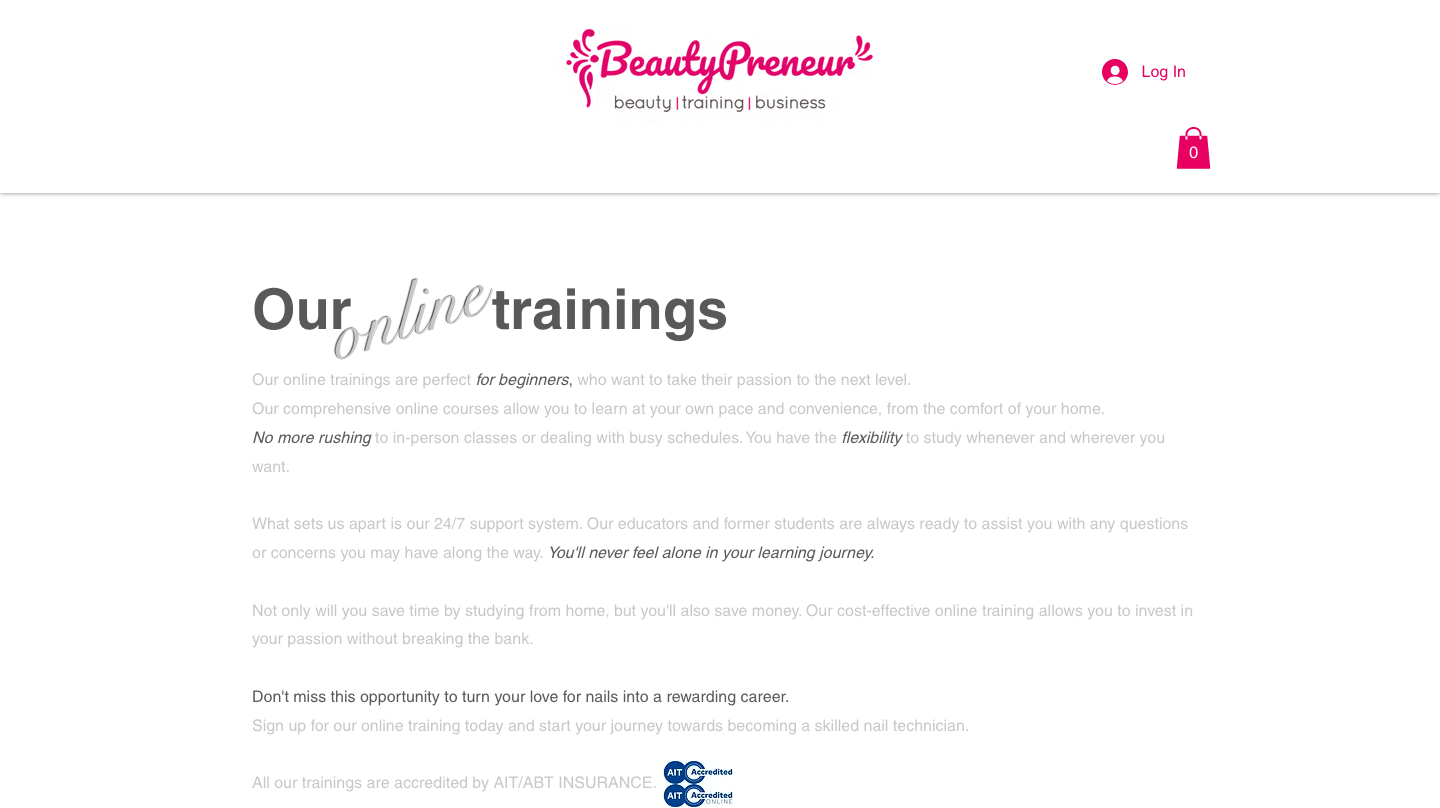 BeautyPreneur
beauty | training | business
Log In
0
Our online trainings
Our online trainings are perfect for beginners, who want to take their passion to the next level.
Our comprehensive online courses allow you to learn at your own pace and convenience, from the comfort of your home.
No more rushing to in-person classes or dealing with busy schedules. You have the flexibility to study whenever and wherever you
want.
What sets us apart is our 24/7 support system. Our educators and former students are always ready to assist you with any questions
or concerns you may have along the way. You'll never feel alone in your learning journey.
Not only will you save time by studying from home, but you'll also save money. Our cost-effective online training allows you to invest in
your passion without breaking the bank.
Don't miss this opportunity to turn your love for nails into a rewarding career.
Sign up for our online training today and start your journey towards becoming a skilled nail technician.
All our trainings are accredited by AIT/ABT INSURANCE.
AIT Accredited
AIT Accredited
ONLINE